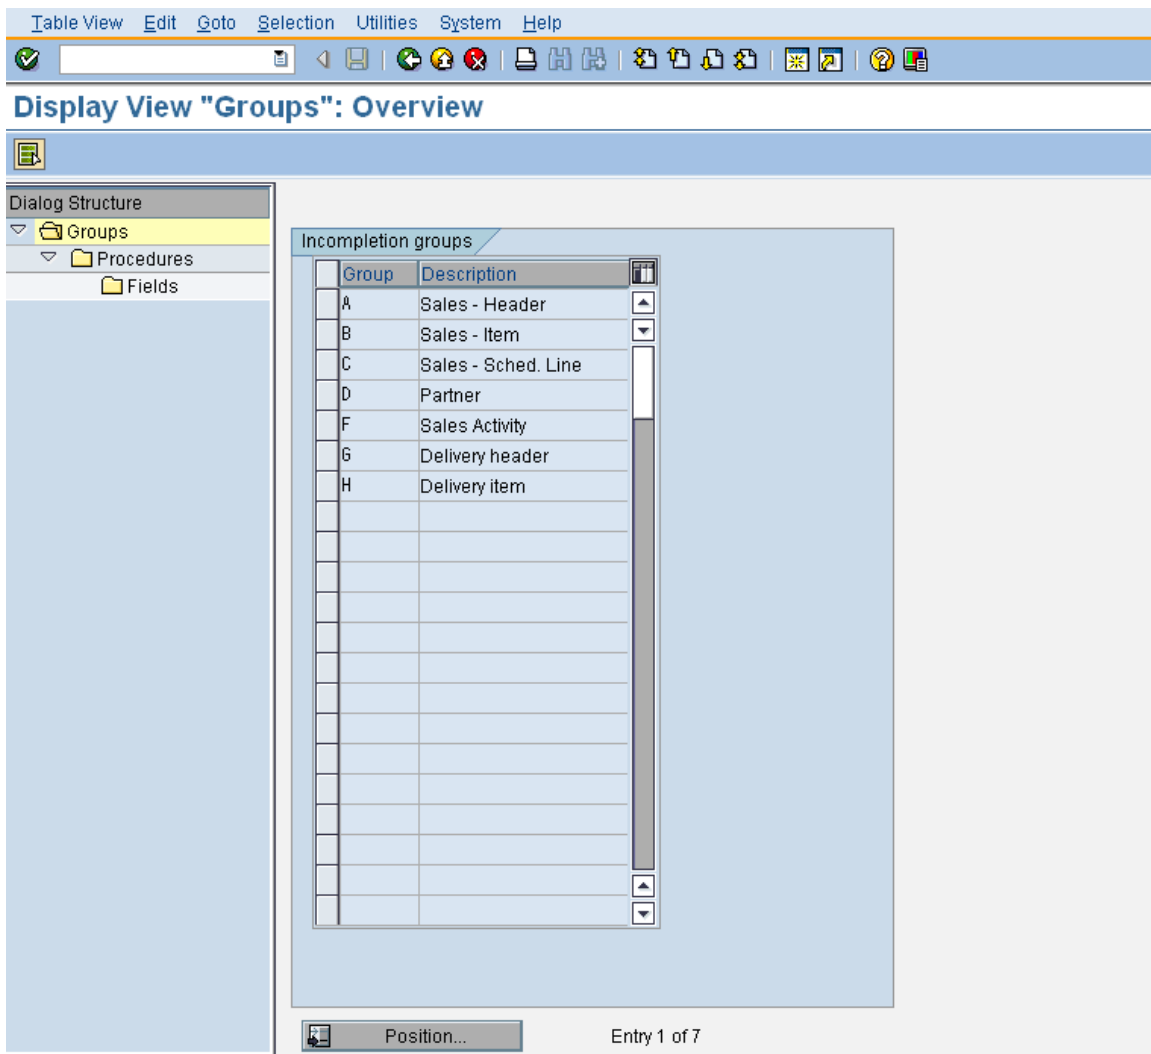 Table View Edit Goto Selection Utilities System Help
Display View "Groups": Overview
Dialog Structure
Groups
Procedures
Fields
Incompletion groups
Group Description
A Sales - Header
B Sales - Item
C Sales - Sched. Line
D Partner
F Sales Activity
G Delivery header
H Delivery item
Position... Entry 1 of 7